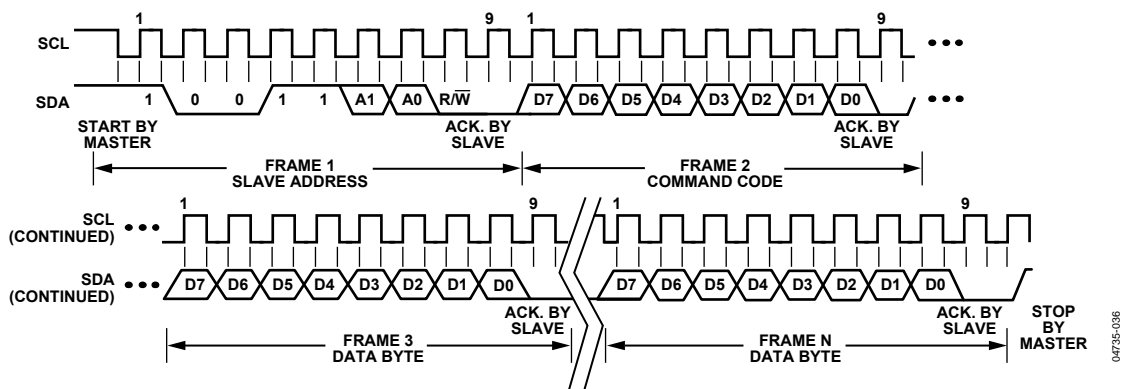 1 9 1 9
SCL •••
SDA 1 0 0 1 1 A1 A0 R/W̅ D7 D6 D5 D4 D3 D2 D1 D0 •••
START BY MASTER
ACK. BY SLAVE
ACK. BY SLAVE
FRAME 1
SLAVE ADDRESS
FRAME 2
COMMAND CODE
1 9 1 9
SCL (CONTINUED) •••
SDA (CONTINUED) ••• D7 D6 D5 D4 D3 D2 D1 D0 D7 D6 D5 D4 D3 D2 D1 D0
ACK. BY SLAVE
ACK. BY SLAVE
STOP BY MASTER
FRAME 3
DATA BYTE
FRAME N
DATA BYTE
04735-036